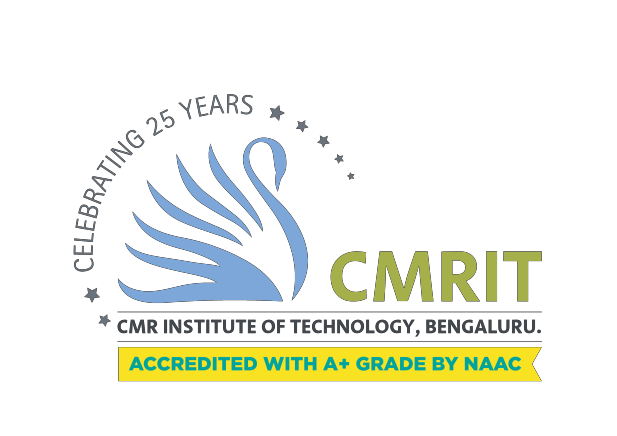 CELEBRATING 25 YEARS
CMRIT
CMR INSTITUTE OF TECHNOLOGY, BENGALURU.
ACCREDITED WITH A+ GRADE BY NAAC